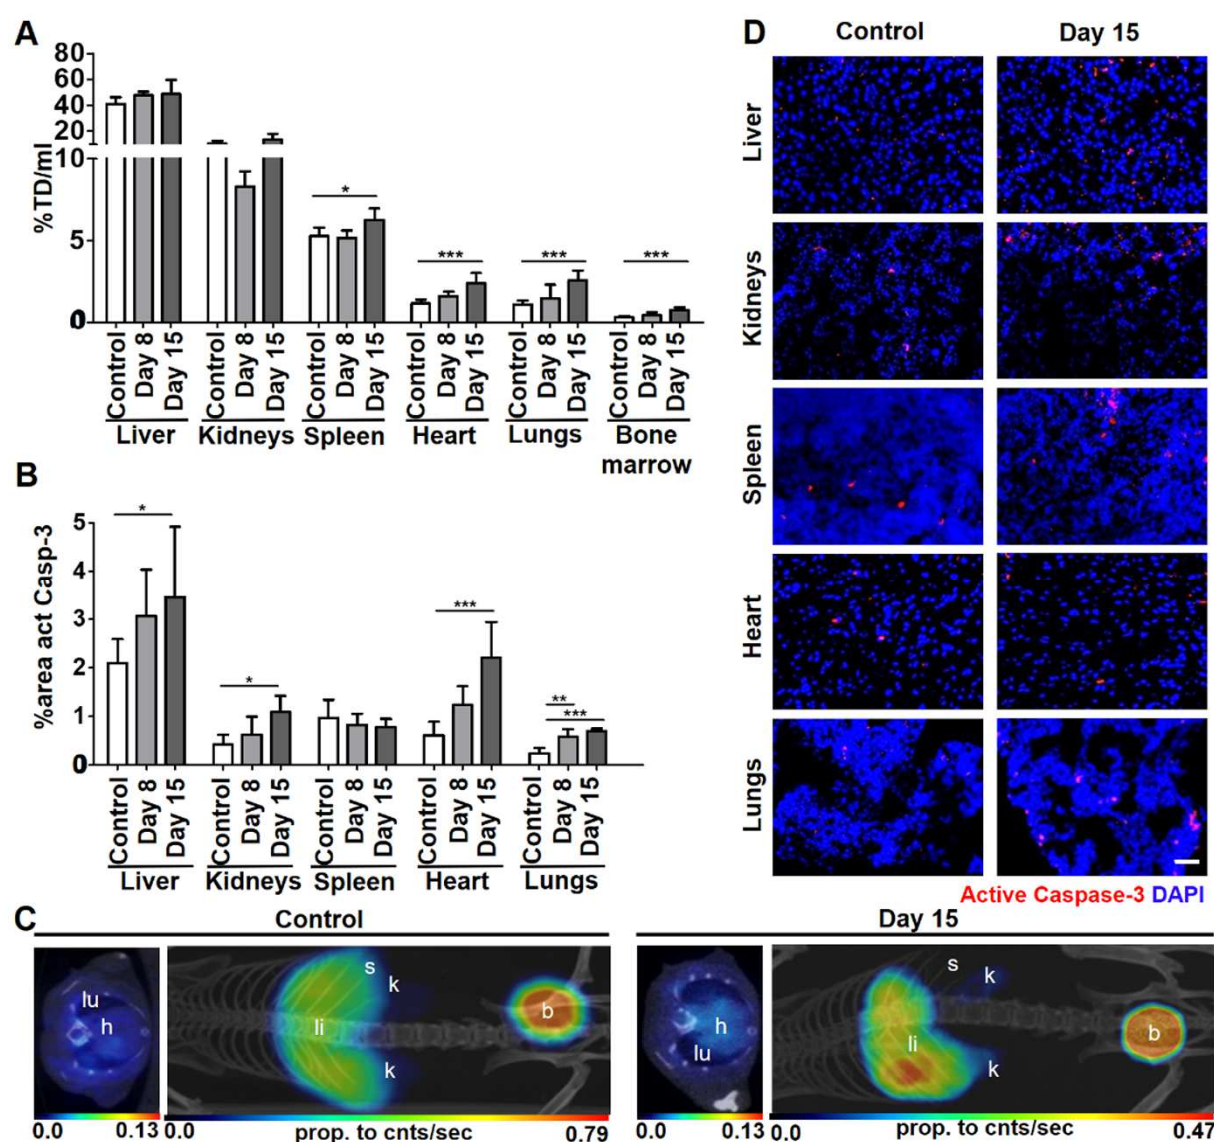 A
%TD/ml
80
60
40
20
10
5
0
* *** *** ***
Control Day 8 Day 15 Control Day 8 Day 15 Control Day 8 Day 15 Control Day 8 Day 15 Control Day 8 Day 15 Control Day 8 Day 15
Liver Kidneys Spleen Heart Lungs Bone
marrow
B
%area act Casp-3
5
4
3
2
1
0
* * *** ** ***
Control Day 8 Day 15 Control Day 8 Day 15 Control Day 8 Day 15 Control Day 8 Day 15 Control Day 8 Day 15
Liver Kidneys Spleen Heart Lungs
D
Control Day 15
Liver
Kidneys
Spleen
Heart
Lungs
Active Caspase-3 DAPI
C
Control Day 15
lu h s k li k b
h lu s k li k b
0.0 0.13 0.0 prop. to cnts/sec 0.79
0.0 0.13 0.0 prop. to cnts/sec 0.47